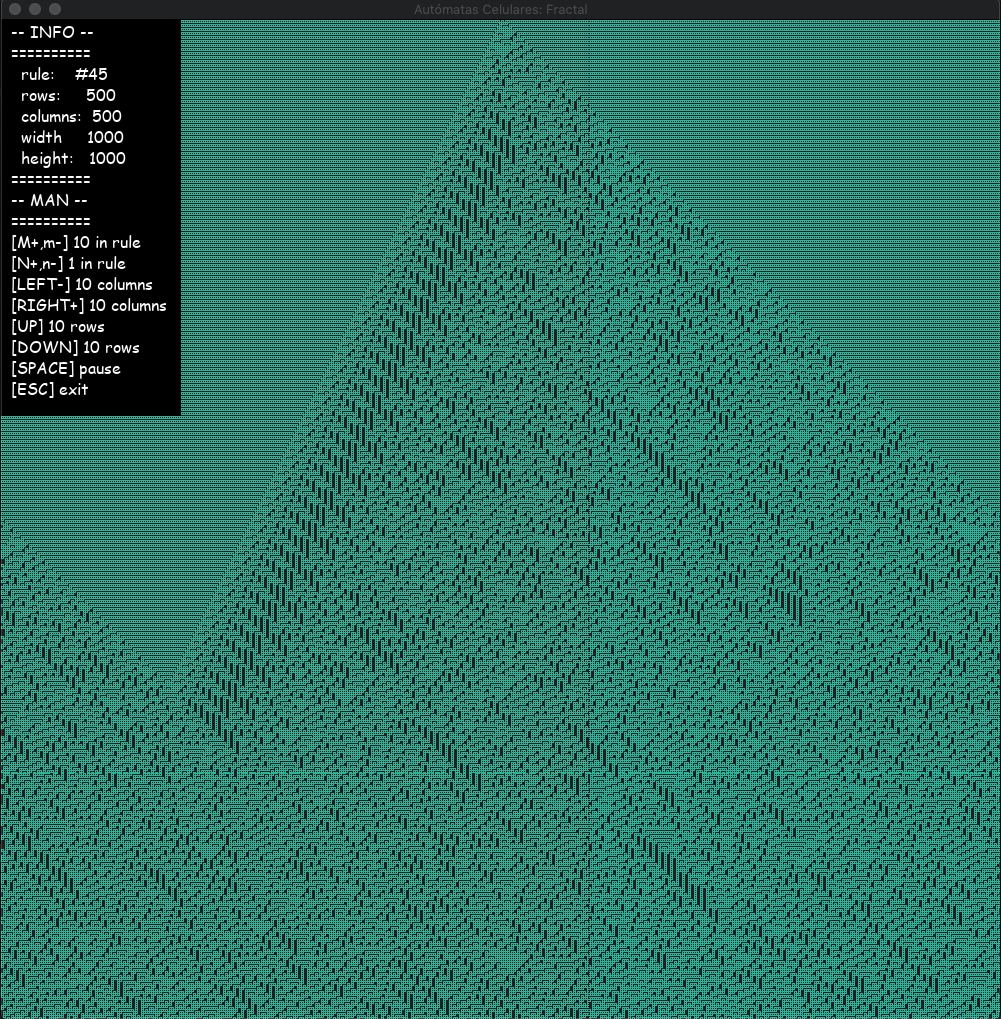 Autómatas Celulares: Fractal
-- INFO --
==========
rule: #45
rows: 500
columns: 500
width 1000
height: 1000
==========
-- MAN --
==========
[M+,m-] 10 in rule
[N+,n-] 1 in rule
[LEFT-] 10 columns
[RIGHT+] 10 columns
[UP] 10 rows
[DOWN] 10 rows
[SPACE] pause
[ESC] exit